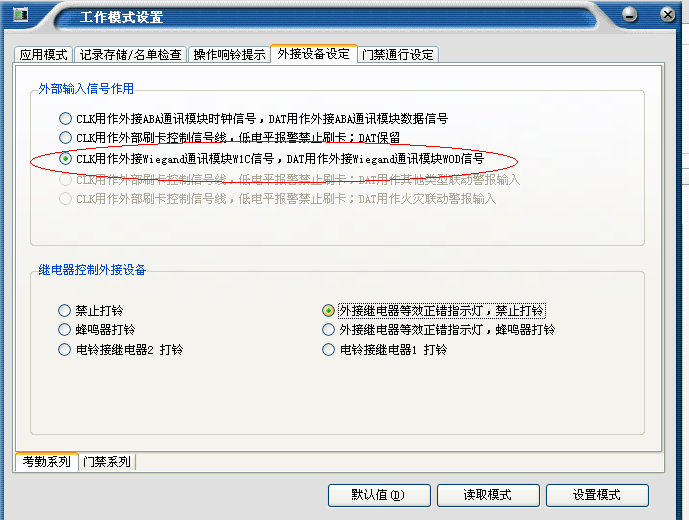 工作模式设置
应用模式 记录存储/名单检查 操作响铃提示 外接设备设定 门禁通行设定
外部输入信号作用
CLK用作外接ABA通讯模块时钟信号，DAT用作外接ABA通讯模块数据信号
CLK用作外部刷卡控制信号线，低电平报警禁止刷卡；DAT保留
CLK用作外接Wiegand通讯模块W1C信号，DAT用作外接Wiegand通讯模块W0D信号
CLK用作外部刷卡控制信号线，低电平报警禁止刷卡；DAT用作其他类型联动警报输入
CLK用作外部刷卡控制信号线，低电平报警禁止刷卡；DAT用作火灾联动警报输入
继电器控制外接设备
禁止打铃 外接继电器等效正错指示灯，禁止打铃
蜂鸣器打铃 外接继电器等效正错指示灯，蜂鸣器打铃
电铃接继电器2 打铃 电铃接继电器1 打铃
考勤系列 门禁系列
默认值(D) 读取模式 设置模式